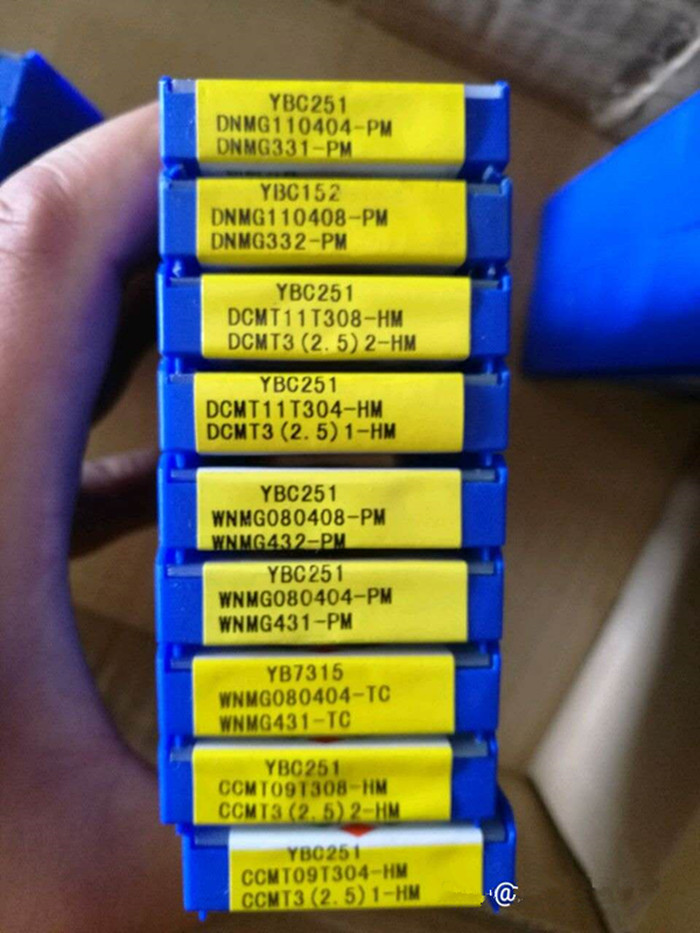 YBC251
DNMG110404-PM
DNMG331-PM
YBC152
DNMG110408-PM
DNMG332-PM
YBC251
DCMT11T308-HM
DCMT3(2.5)2-HM
YBC251
DCMT11T304-HM
DCMT3(2.5)1-HM
YBC251
WNMG080408-PM
WNMG432-PM
YBC251
WNMG080404-PM
WNMG431-PM
YB7315
WNMG080404-TC
WNMG431-TC
YBC251
CCMT09T308-HM
CCMT3(2.5)2-HM
YBC251
CCMT09T304-HM
CCMT3(2.5)1-HM
@